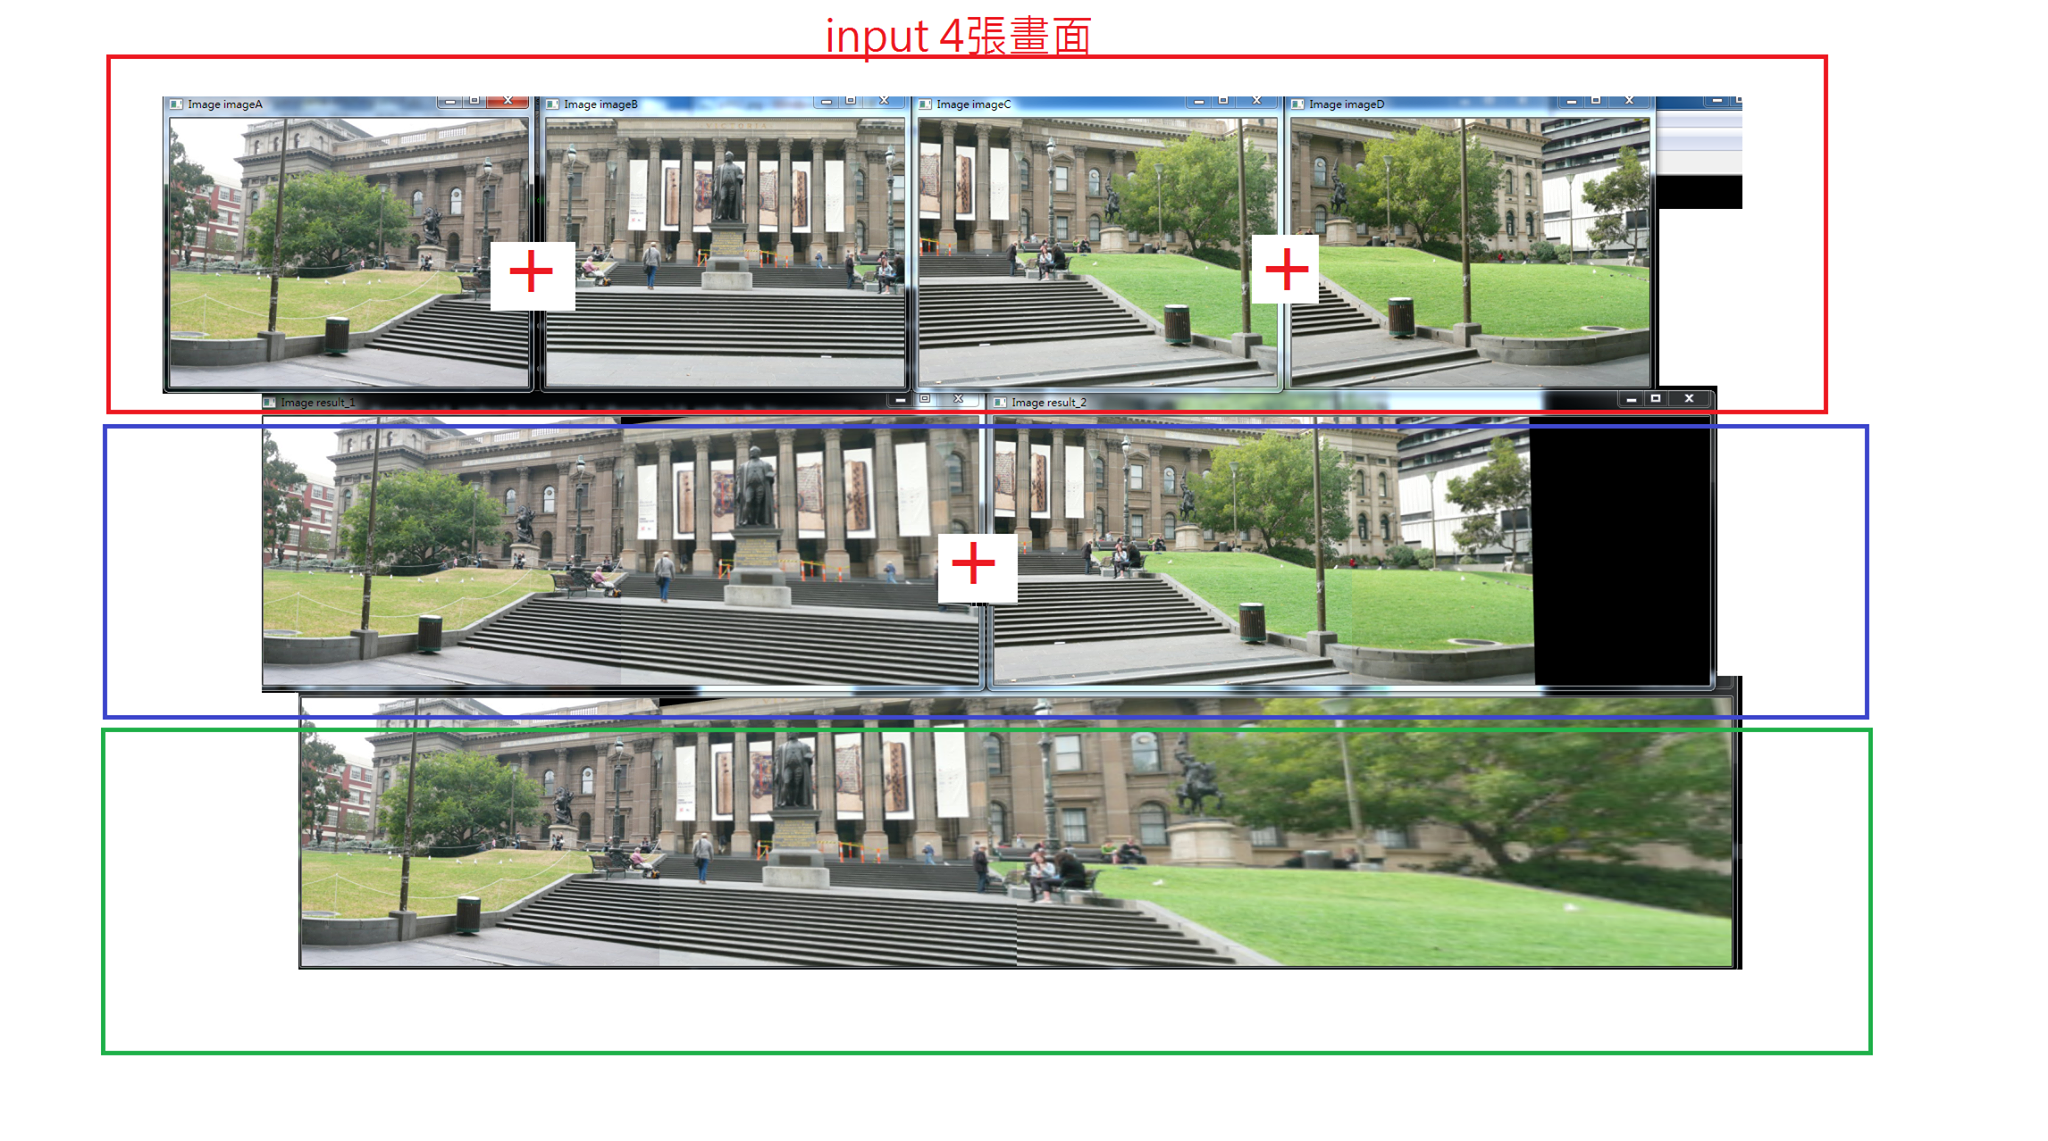 input 4張畫面
Image imageA
Image imageB
Image imageC
Image imageD
+
+
Image result_1
Image result_2
+